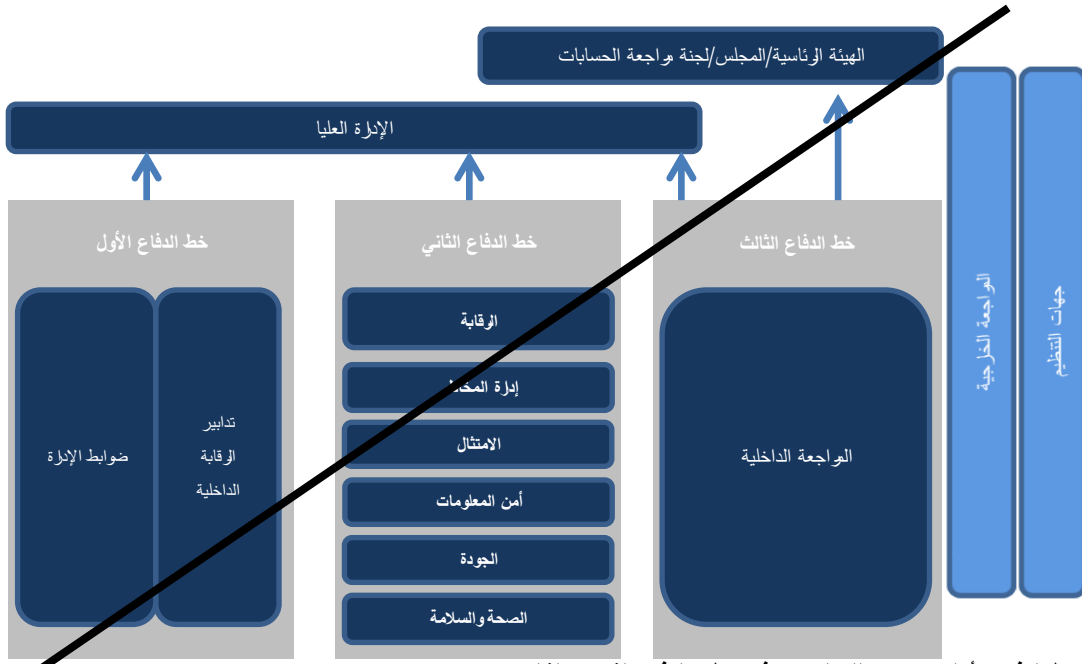 الهيئة الرئاسية/المجلس/لجنة مراجعة الحسابات
الإدارة العليا
خط الدفاع الأول
خط الدفاع الثاني
خط الدفاع الثالث
ضوابط الإدارة
تدابير
الرقابة
الداخلية
الرقابة
إدارة
الامتثال
أمن المعلومات
الجودة
الصحة والسلامة
المراجعة الداخلية
المراجعة الخارجية
جهات التنظيم